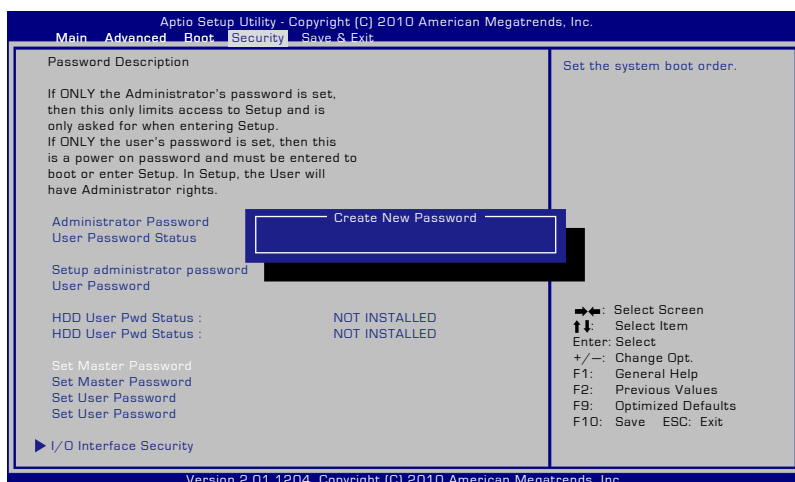 Aptio Setup Utility - Copyright (C) 2010 American Megatrends, Inc.
Main Advanced Boot Security Save & Exit
Password Description
If ONLY the Administrator's password is set,
then this only limits access to Setup and is
only asked for when entering Setup.
If ONLY the user's password is set, then this
is a power on password and must be entered to
boot or enter Setup. In Setup, the User will
have Administrator rights.
Administrator Password
User Password Status
Create New Password
Setup administrator password
User Password
HDD User Pwd Status : NOT INSTALLED
HDD User Pwd Status : NOT INSTALLED
Set Master Password
Set Master Password
Set User Password
Set User Password
I/O Interface Security
Set the system boot order.
→←: Select Screen
↑↓: Select Item
Enter: Select
+/—: Change Opt.
F1: General Help
F2: Previous Values
F9: Optimized Defaults
F10: Save ESC: Exit
Version 2.01.1204. Copyright (C) 2010 American Megatrends, Inc.